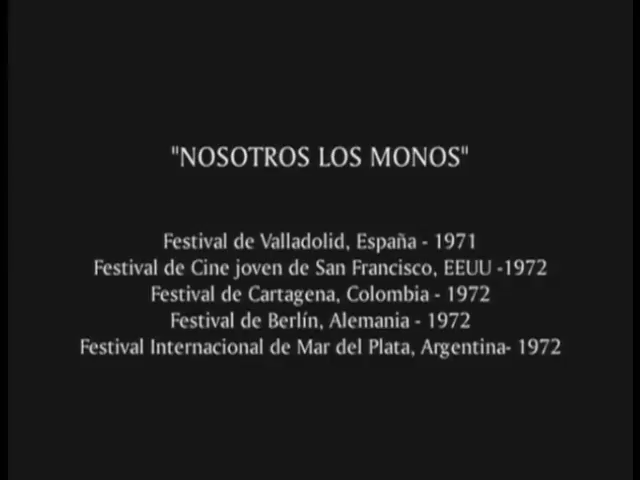 "NOSOTROS LOS MONOS"
Festival de Valladolid, España - 1971
Festival de Cine joven de San Francisco, EEUU -1972
Festival de Cartagena, Colombia - 1972
Festival de Berlín, Alemania - 1972
Festival Internacional de Mar del Plata, Argentina- 1972